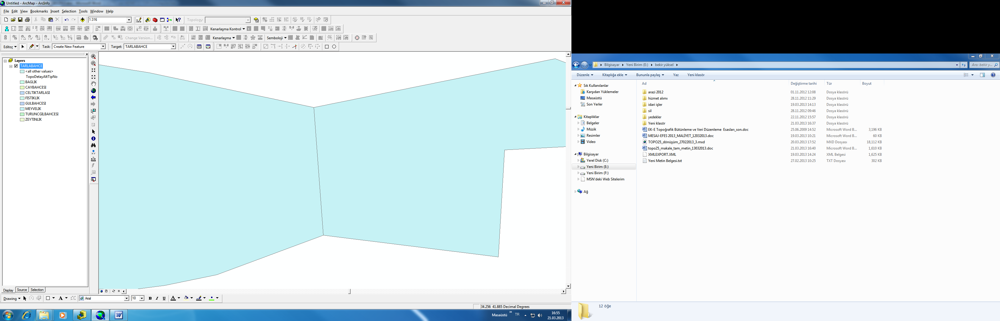 Untitled - ArcMap - ArcInfo
File Edit View Bookmarks Insert Selection Tools Window Help
1:316
Topology:
Kenarlaşma Kontrol
Change Version...
Kenarlaşma
Semboloji
Editor
Task: Create New Feature
Target: TARLABAHCE
Layers
TARLABAHCE
<all other values>
TopoDetayAltTipNo
BAGLIK
CAYBAHCESI
CELTIKTARLASI
FISTIKLIK
GULBAHCESI
MEYVELIK
TURUNCGILBAHCESI
ZEYTINLIK
Display Source Selection
Drawing
A
Arial
10
B I U A
34.256 41.885 Decimal Degrees
Masaüstü
TR
16:55
21.03.2013
Bilgisayar
Yeni Birim (E:)
bekir yüksel
Ara: bekir y...
Düzenle
Kitaplığa ekle
Bununla paylaş
Yaz
Yeni klasör
Sık Kullanılanlar
Karşıdan Yüklemeler
Masaüstü
Son Yerler
Kitaplıklar
Belgeler
Müzik
Resimler
Video
Bilgisayar
Yerel Disk (C:)
Yeni Birim (E:)
Yeni Birim (F:)
MSN'deki Web Sitelerim
Ağ
Ad Değiştirme tarihi Tür Boyut
arazi 2012 01.11.2012 12:08 Dosya klasörü
hizmet alımı 28.11.2012 11:29 Dosya klasörü
idari işler 19.03.2013 14:13 Dosya klasörü
sil 28.11.2012 09:46 Dosya klasörü
yedekler 22.11.2012 15:57 Dosya klasörü
Yeni klasör 21.03.2013 16:37 Dosya klasörü
EK-E Topoğrafik Bütünleme ve Veri Düzenleme Esasları_son.doc 25.06.2009 14:52 Microsoft Word B... 3,196 KB
MESAJ-EFES 2013_MALİYET_12032013.doc 19.03.2013 10:21 Microsoft Word B... 60 KB
TOPO25_dönüşüm_27022013_3.mxd 20.03.2013 17:52 MXD Dosyası 18,112 KB
topo25_makale_tam_metin_13032013.doc 21.03.2013 16:40 Microsoft Word B... 1,610 KB
XMLEXPORT.XML 19.03.2013 14:24 XML Belgesi 1,625 KB
Yeni Metin Belgesi.txt 27.02.2013 10:25 TXT Dosyası 302 KB
12 öğe